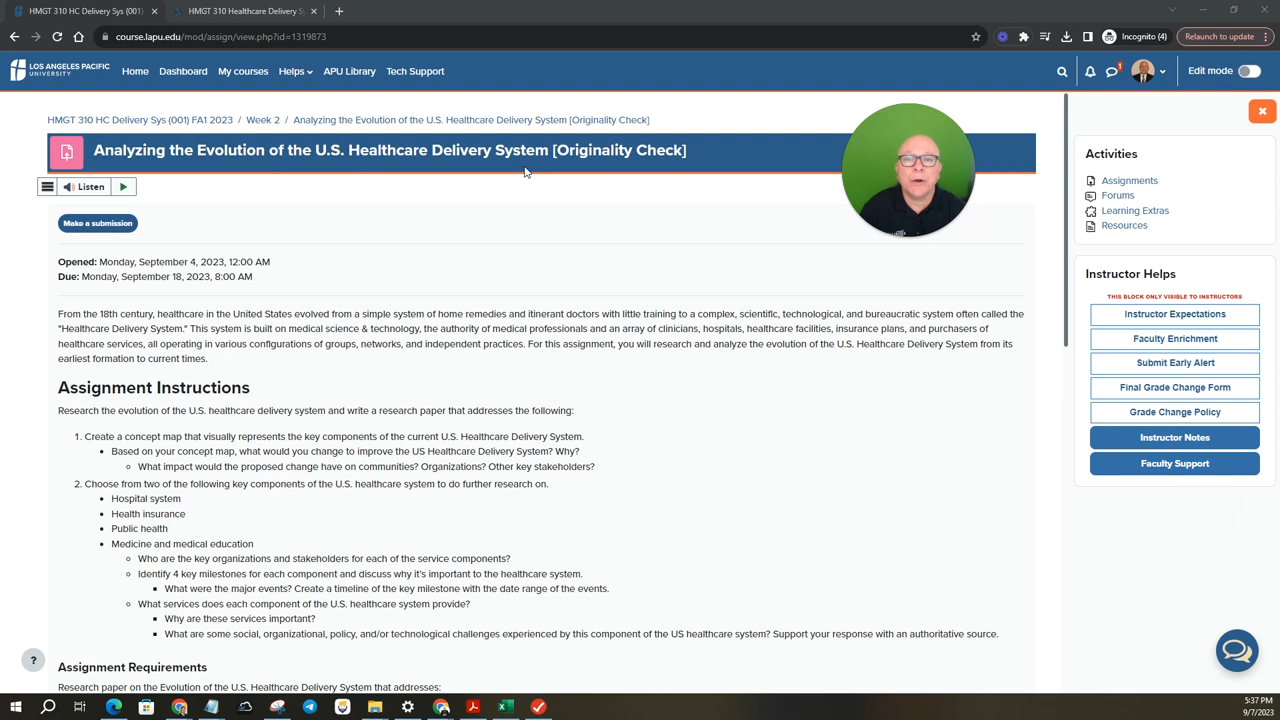 HMGT 310 HC Delivery Sys (001)
HMGT 310 Healthcare Delivery S
course.lapu.edu/mod/assign/view.php?id=1319873
Incognito (4)
Relaunch to update
LOS ANGELES PACIFIC
UNIVERSITY
Home
Dashboard
My courses
Helps
APU Library
Tech Support
1
Edit mode
HMGT 310 HC Delivery Sys (001) FA1 2023 / Week 2 / Analyzing the Evolution of the U.S. Healthcare Delivery System [Originality Check]
Analyzing the Evolution of the U.S. Healthcare Delivery System [Originality Check]
Listen
Make a submission
Opened: Monday, September 4, 2023, 12:00 AM
Due: Monday, September 18, 2023, 8:00 AM
From the 18th century, healthcare in the United States evolved from a simple system of home remedies and itinerant doctors with little training to a complex, scientific, technological, and bureaucratic system often called the
"Healthcare Delivery System." This system is built on medical science & technology, the authority of medical professionals and an array of clinicians, hospitals, healthcare facilities, insurance plans, and purchasers of
healthcare services, all operating in various configurations of groups, networks, and independent practices. For this assignment, you will research and analyze the evolution of the U.S. Healthcare Delivery System from its
earliest formation to current times.
Assignment Instructions
Research the evolution of the U.S. healthcare delivery system and write a research paper that addresses the following:
1. Create a concept map that visually represents the key components of the current U.S. Healthcare Delivery System.
Based on your concept map, what would you change to improve the US Healthcare Delivery System? Why?
What impact would the proposed change have on communities? Organizations? Other key stakeholders?
2. Choose from two of the following key components of the U.S. healthcare system to do further research on.
Hospital system
Health insurance
Public health
Medicine and medical education
Who are the key organizations and stakeholders for each of the service components?
Identify 4 key milestones for each component and discuss why it's important to the healthcare system.
What were the major events? Create a timeline of the key milestone with the date range of the events.
What services does each component of the U.S. healthcare system provide?
Why are these services important?
What are some social, organizational, policy, and/or technological challenges experienced by this component of the US healthcare system? Support your response with an authoritative source.
Assignment Requirements
Research paper on the Evolution of the U.S. Healthcare Delivery System that addresses:
Activities
Assignments
Forums
Learning Extras
Resources
Instructor Helps
THIS BLOCK ONLY VISIBLE TO INSTRUCTORS
Instructor Expectations
Faculty Enrichment
Submit Early Alert
Final Grade Change Form
Grade Change Policy
Instructor Notes
Faculty Support
?
5:37 PM
9/7/2023